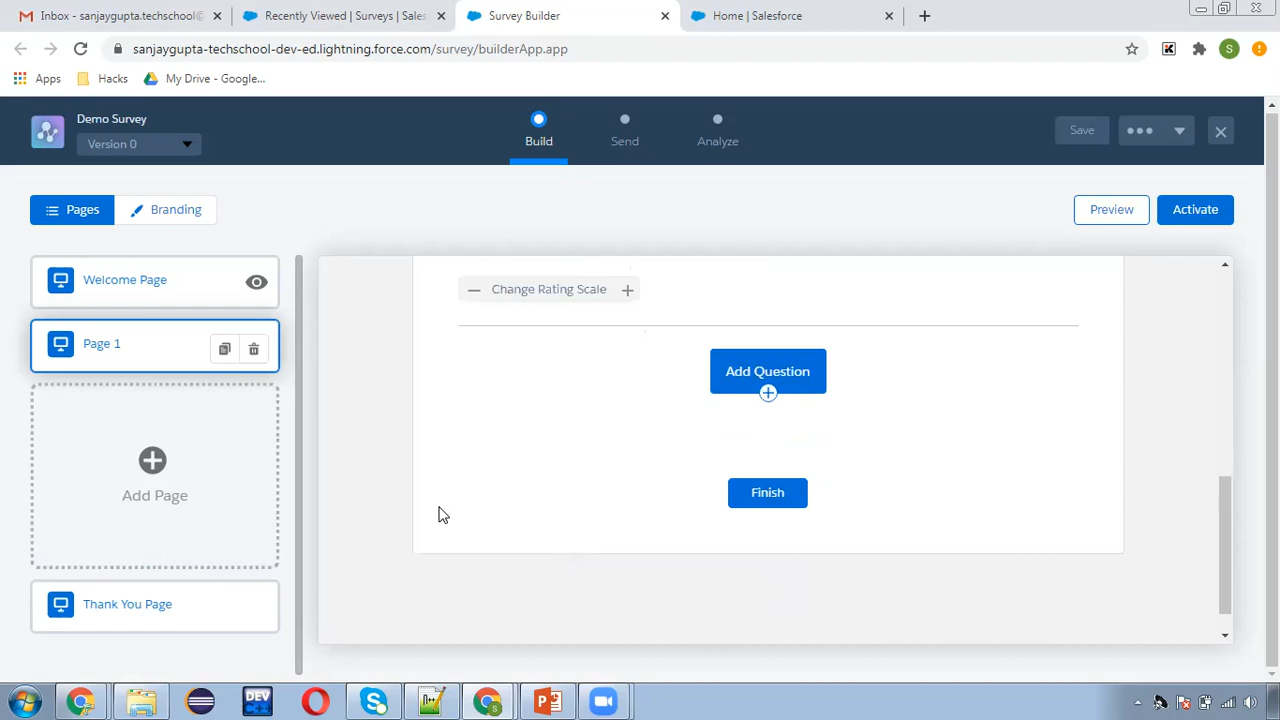 Inbox - sanjaygupta.techschool@
Recently Viewed | Surveys | Sales
Survey Builder
Home | Salesforce
sanjaygupta-techschool-dev-ed.lightning.force.com/survey/builderApp.app
S
Apps
Hacks
My Drive - Google...
Demo Survey
Version 0
Build
Send
Analyze
Save
Pages
Branding
Preview
Activate
Welcome Page
Page 1
Add Page
Thank You Page
Change Rating Scale
Add Question
Finish
DEV